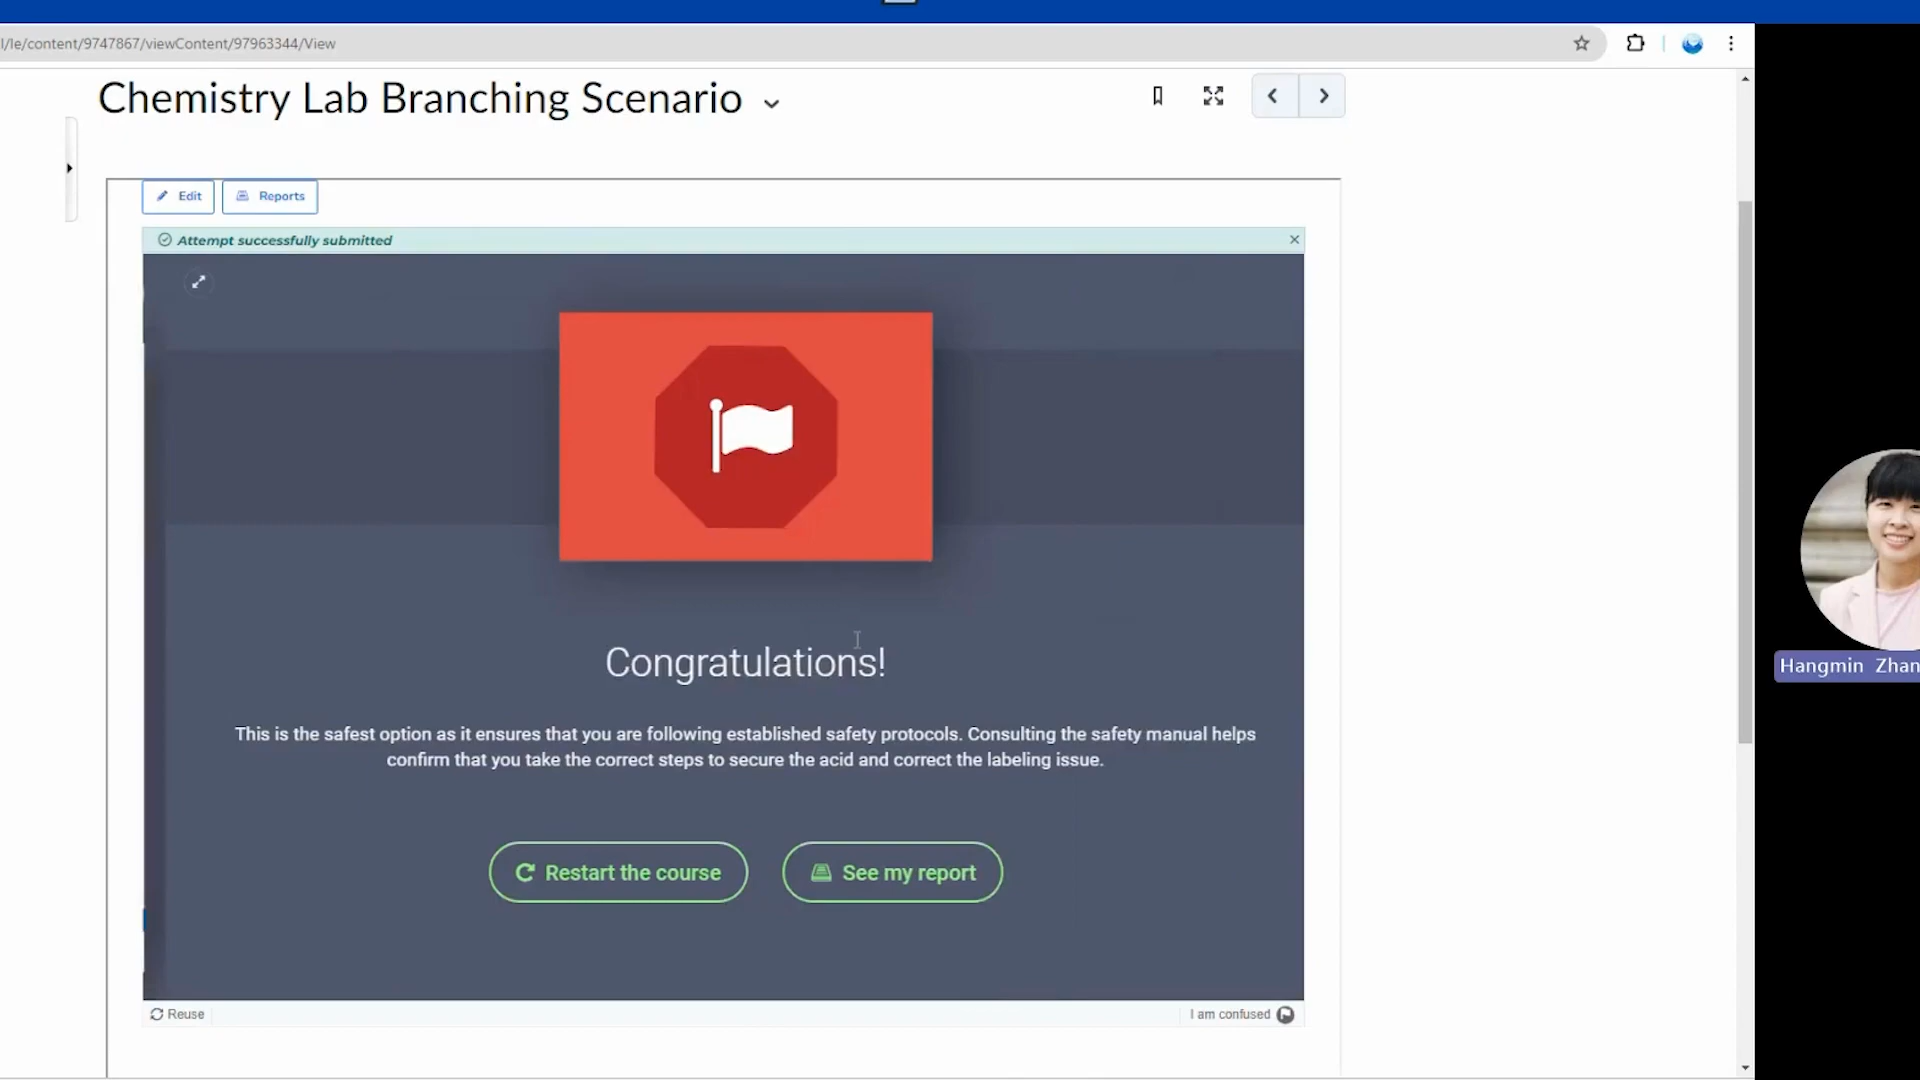 l/le/content/9747867/viewContent/97963344/View
Chemistry Lab Branching Scenario
Edit
Reports
Attempt successfully submitted
Congratulations!
This is the safest option as it ensures that you are following established safety protocols. Consulting the safety manual helps
confirm that you take the correct steps to secure the acid and correct the labeling issue.
Restart the course
See my report
Reuse
I am confused
Hangmin Zhan